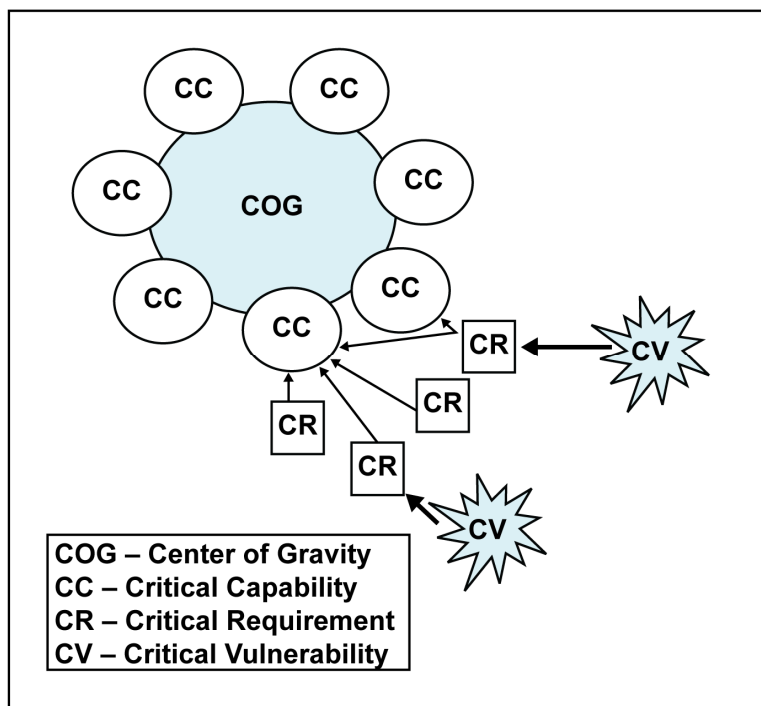 CC
CC
CC
CC
COG
CC
CC
CC
CR
CV
CR
CR
CR
CV
COG – Center of Gravity
CC – Critical Capability
CR – Critical Requirement
CV – Critical Vulnerability